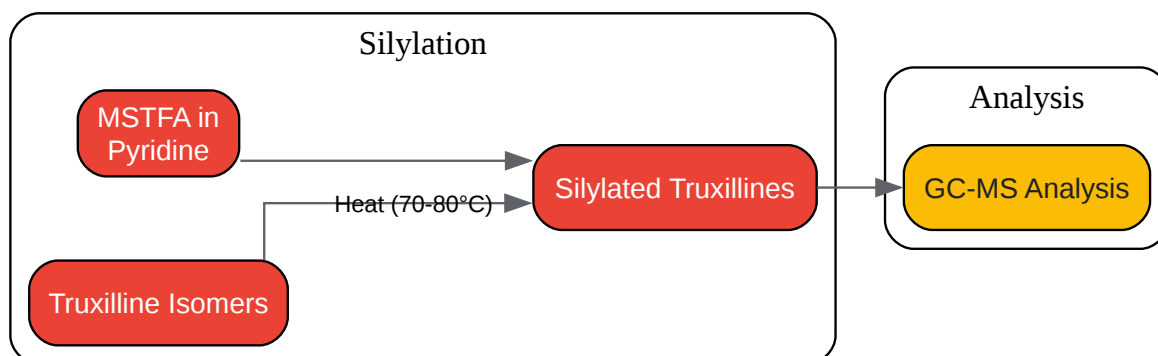 Silylation
MSTFA in
Pyridine
Heat (70-80°C)
Truxilline Isomers
Silylated Truxillines
Analysis
GC-MS Analysis